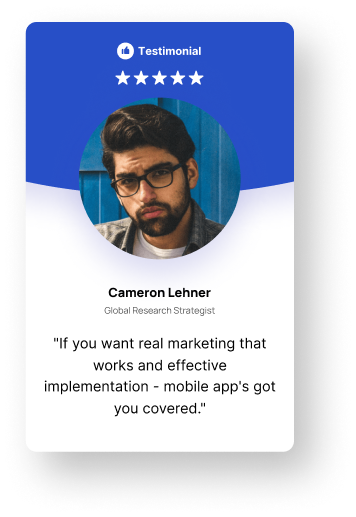 Testimonial
Cameron Lehner
Global Research Strategist
"If you want real marketing that
works and effective
implementation - mobile app's got
you covered."